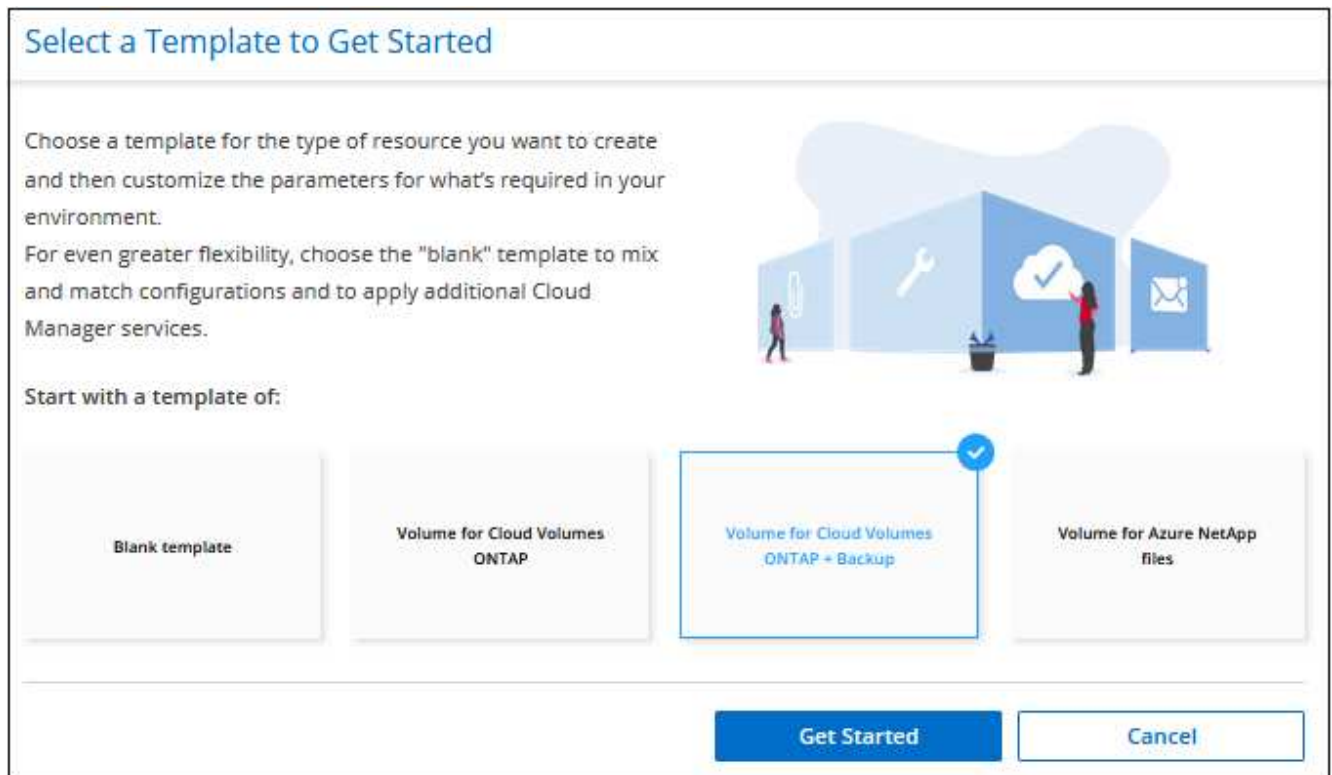 Select a Template to Get Started
Choose a template for the type of resource you want to create
and then customize the parameters for what's required in your
environment.
For even greater flexibility, choose the "blank" template to mix
and match configurations and to apply additional Cloud
Manager services.
Start with a template of:
Blank template
Volume for Cloud Volumes
ONTAP
Volume for Cloud Volumes
ONTAP + Backup
Volume for Azure NetApp
files
Get Started
Cancel